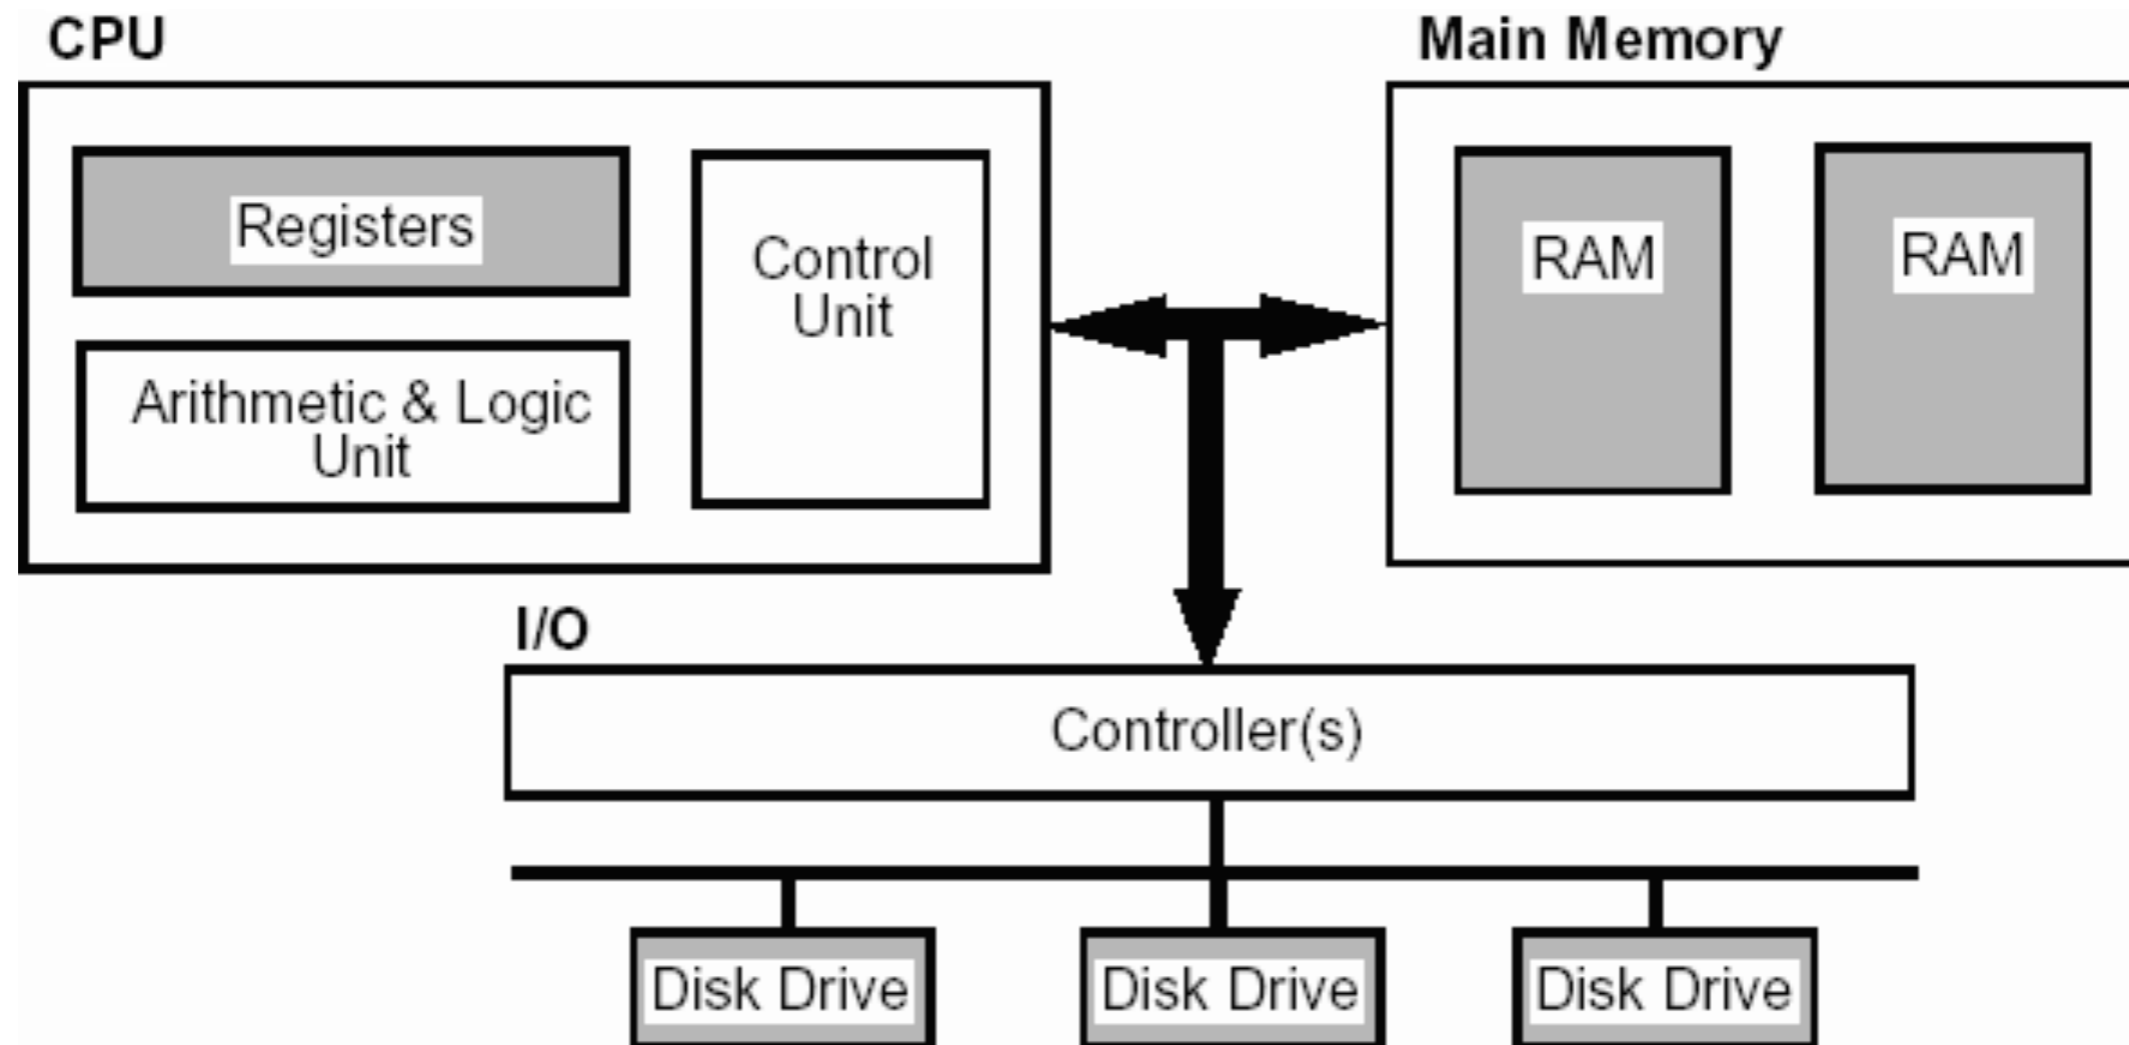 CPU
Main Memory
Registers
Control
Unit
Arithmetic & Logic
Unit
RAM
RAM
I/O
Controller(s)
Disk Drive
Disk Drive
Disk Drive